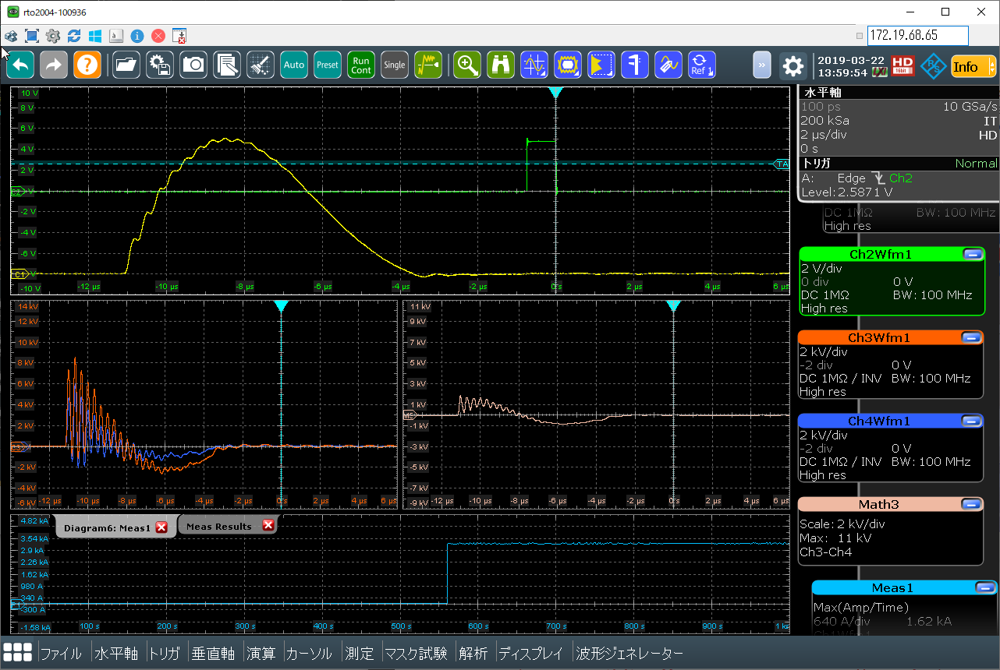 rto2004-100936
172.19.68.65
Auto
Preset
Run Cont
Single
Ref 1
2019-03-22
13:59:54
LXI
HD
16bit
R&S
Info
10 V
8 V
6 V
4 V
2 V
C2 V
-2 V
-4 V
-6 V
C1 V
-10 V
-12 µs
-10 µs
-8 µs
-6 µs
-4 µs
-2 µs
0 s
2 µs
4 µs
6 µs
TA
水平軸
100 ps 10 GSa/s
200 kSa IT
2 µs/div HD
0 s
トリガ Normal
A: Edge Ch2
Level: 2.5871 V
DC 1MΩ BW: 100 MHz
High res
Ch2Wfm1
2 V/div
0 div 0 V
DC 1MΩ BW: 100 MHz
High res
Ch3Wfm1
2 kV/div
-2 div 0 V
DC 1MΩ / INV BW: 100 MHz
High res
Ch4Wfm1
2 kV/div
-2 div 0 V
DC 1MΩ / INV BW: 100 MHz
High res
Math3
Scale: 2 kV/div
Max: 11 kV
Ch3-Ch4
Meas1
Max(Amp/Time)
640 A/div 1.62 kA
Ch1Wfm1
14 kV
12 kV
10 kV
8 kV
6 kV
4 kV
2 kV
-2 kV
-4 kV
-6 kV
-12 µs
-10 µs
-8 µs
-6 µs
-4 µs
-2 µs
0 s
2 µs
4 µs
6 µs
11 kV
9 kV
7 kV
5 kV
3 kV
1 kV
-1 kV
-3 kV
-5 kV
-7 kV
-9 kV
-12 µs
-10 µs
-8 µs
-6 µs
-4 µs
-2 µs
0 s
2 µs
4 µs
6 µs
Diagram6: Meas1
Meas Results
4.82 kA
3.54 kA
2.9 kA
2.26 kA
1.62 kA
980 A
340 A
-300 A
-1.58 kA
100 s
200 s
300 s
400 s
500 s
600 s
700 s
800 s
900 s
1 ks
ファイル 水平軸 トリガ 垂直軸 演算 カーソル 測定 マスク試験 解析 ディスプレイ 波形ジェネレーター